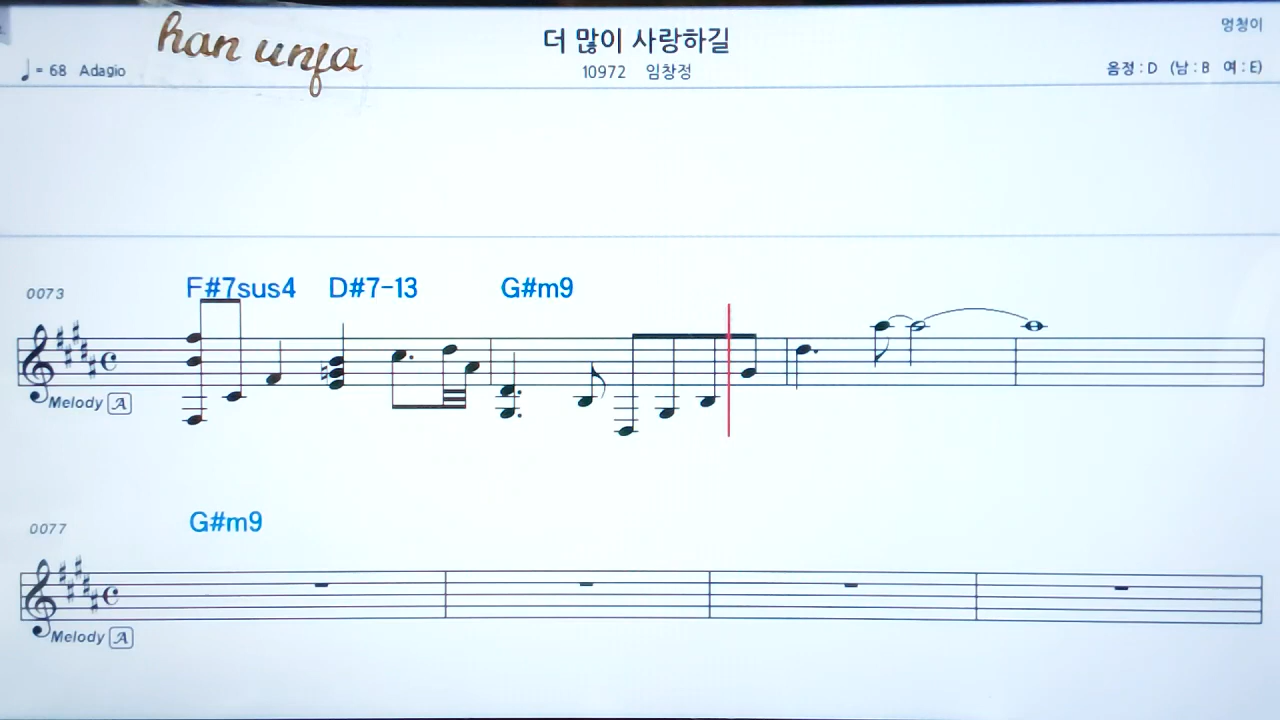 han unja
더 많이 사랑하길
멍청이
♩= 68 Adagio
10972 임창정
음정 : D (남 : B 여 : E)
0073
F#7sus4 D#7-13 G#m9
Melody A
0077
G#m9
Melody A